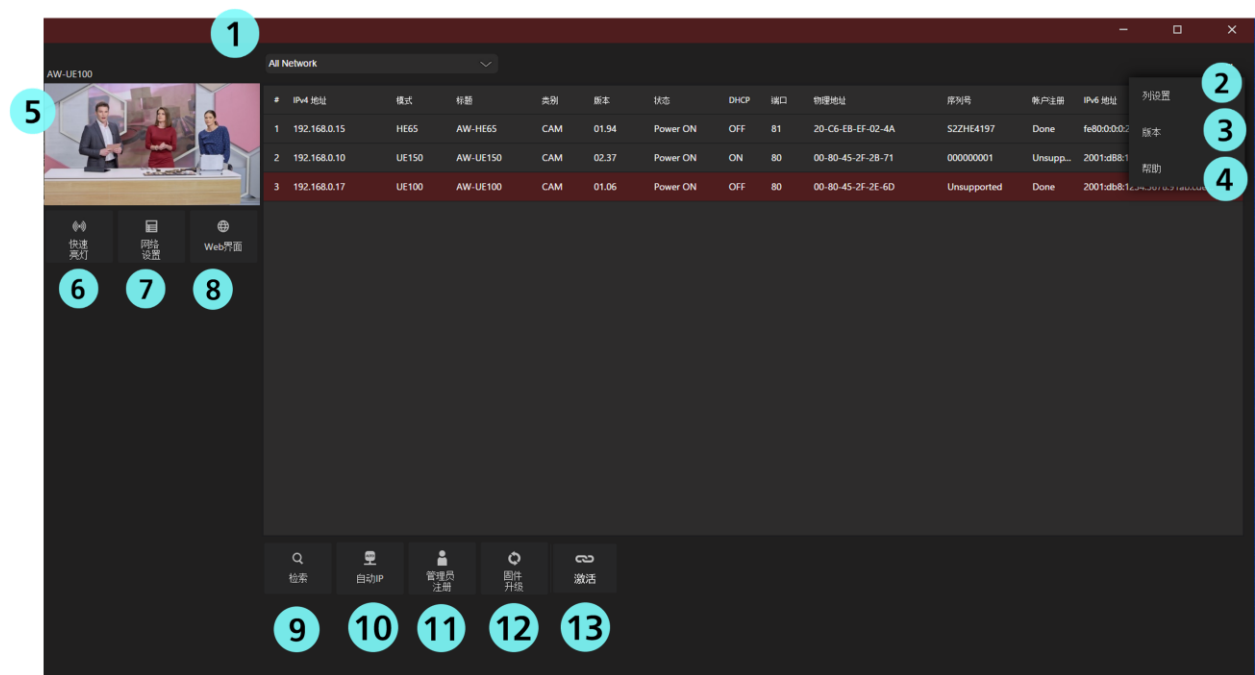 1
All Network
AW-UE100
2
列设置
5
# IPv4 地址 模式 标题 类别 版本 状态 DHCP 端口 物理地址 序列号 帐户注册 IPv6 地址
3
版本
1 192.168.0.15 HE65 AW-HE65 CAM 01.94 Power ON OFF 81 20-C6-EB-EF-02-4A S2ZHE4197 Done fe80:0:0:0:2
2 192.168.0.10 UE150 AW-UE150 CAM 02.37 Power ON ON 80 00-80-45-2F-2B-71 000000001 Unsupp... 2001:dB8:1
帮助
4
3 192.168.0.17 UE100 AW-UE100 CAM 01.06 Power ON OFF 80 00-80-45-2F-2E-6D Unsupported Done
快速
亮灯
网络
设置
Web界面
6 7 8
检索
自动IP
管理员
注册
固件
升级
激活
9 10 11 12 13